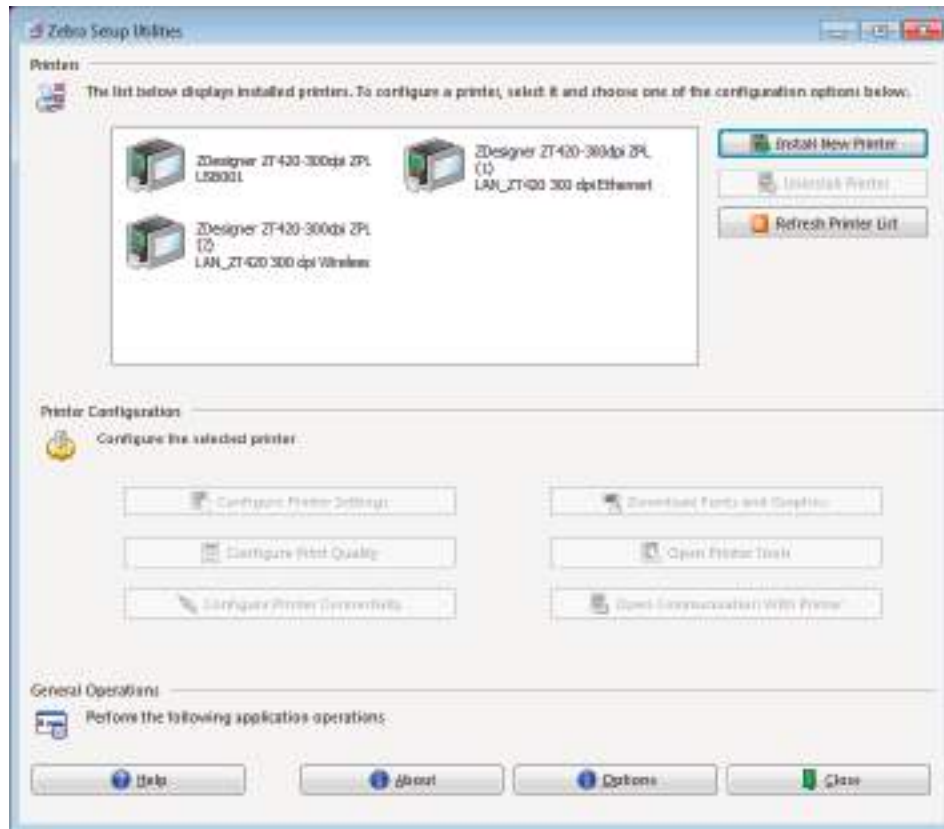 Zebra Setup Utilities
Printers
The list below displays installed printers. To configure a printer, select it and choose one of the configuration options below.
ZDesigner ZT420-300dpi ZPL
USB001
ZDesigner ZT420-300dpi ZPL
(1)
LAN_ZT420 300 dpi Ethernet
ZDesigner ZT420-300dpi ZPL
(2)
LAN_ZT420 300 dpi Wireless
Install New Printer
Uninstall Printer
Refresh Printer List
Printer Configuration
Configure the selected printer
Configure Printer Settings
Download Fonts and Graphics
Configure Print Quality
Open Printer Tools
Configure Printer Connectivity
Open Communication With Printer
General Operations
Perform the following application operations
Help
About
Options
Close